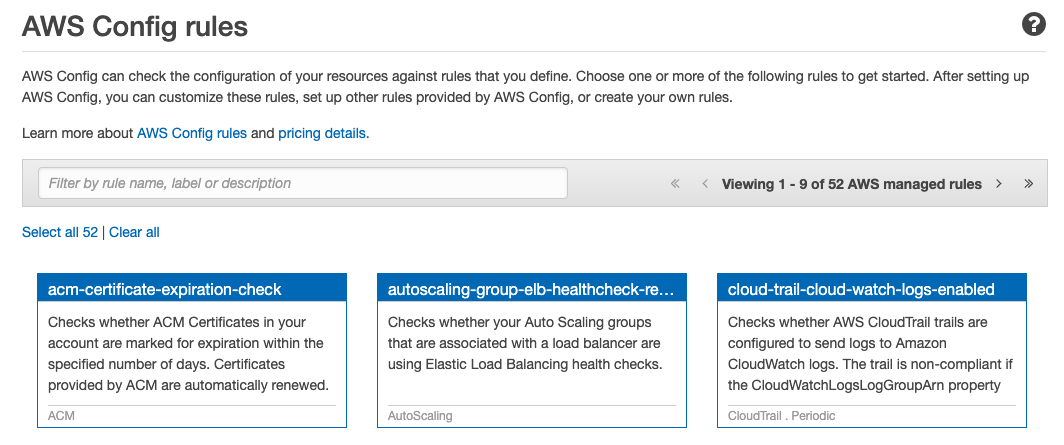 AWS Config rules
?
AWS Config can check the configuration of your resources against rules that you define. Choose one or more of the following rules to get started. After setting up
AWS Config, you can customize these rules, set up other rules provided by AWS Config, or create your own rules.
Learn more about AWS Config rules and pricing details.
Filter by rule name, label or description
« ‹ Viewing 1 - 9 of 52 AWS managed rules › »
Select all 52 | Clear all
acm-certificate-expiration-check
Checks whether ACM Certificates in your
account are marked for expiration within the
specified number of days. Certificates
provided by ACM are automatically renewed.
ACM
autoscaling-group-elb-healthcheck-re...
Checks whether your Auto Scaling groups
that are associated with a load balancer are
using Elastic Load Balancing health checks.
AutoScaling
cloud-trail-cloud-watch-logs-enabled
Checks whether AWS CloudTrail trails are
configured to send logs to Amazon
CloudWatch logs. The trail is non-compliant if
the CloudWatchLogsLogGroupArn property
CloudTrail . Periodic